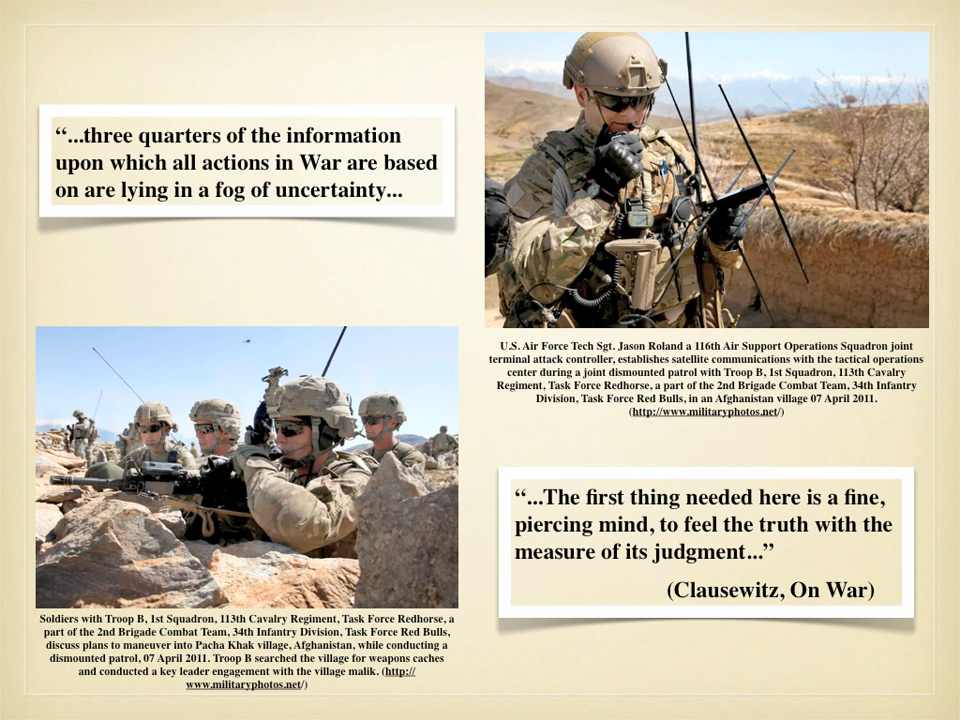 “...three quarters of the information
upon which all actions in War are based
on are lying in a fog of uncertainty...
U.S. Air Force Tech Sgt. Jason Roland a 116th Air Support Operations Squadron joint
terminal attack controller, establishes satellite communications with the tactical operations
center during a joint dismounted patrol with Troop B, 1st Squadron, 113th Cavalry
Regiment, Task Force Redhorse, a part of the 2nd Brigade Combat Team, 34th Infantry
Division, Task Force Red Bulls, in an Afghanistan village 07 April 2011.
(http://www.militaryphotos.net/)
Soldiers with Troop B, 1st Squadron, 113th Cavalry Regiment, Task Force Redhorse, a
part of the 2nd Brigade Combat Team, 34th Infantry Division, Task Force Red Bulls,
discuss plans to maneuver into Pacha Khak village, Afghanistan, while conducting a
dismounted patrol, 07 April 2011. Troop B searched the village for weapons caches
and conducted a key leader engagement with the village malik. (http://
www.militaryphotos.net/)
“...The first thing needed here is a fine,
piercing mind, to feel the truth with the
measure of its judgment...”
(Clausewitz, On War)